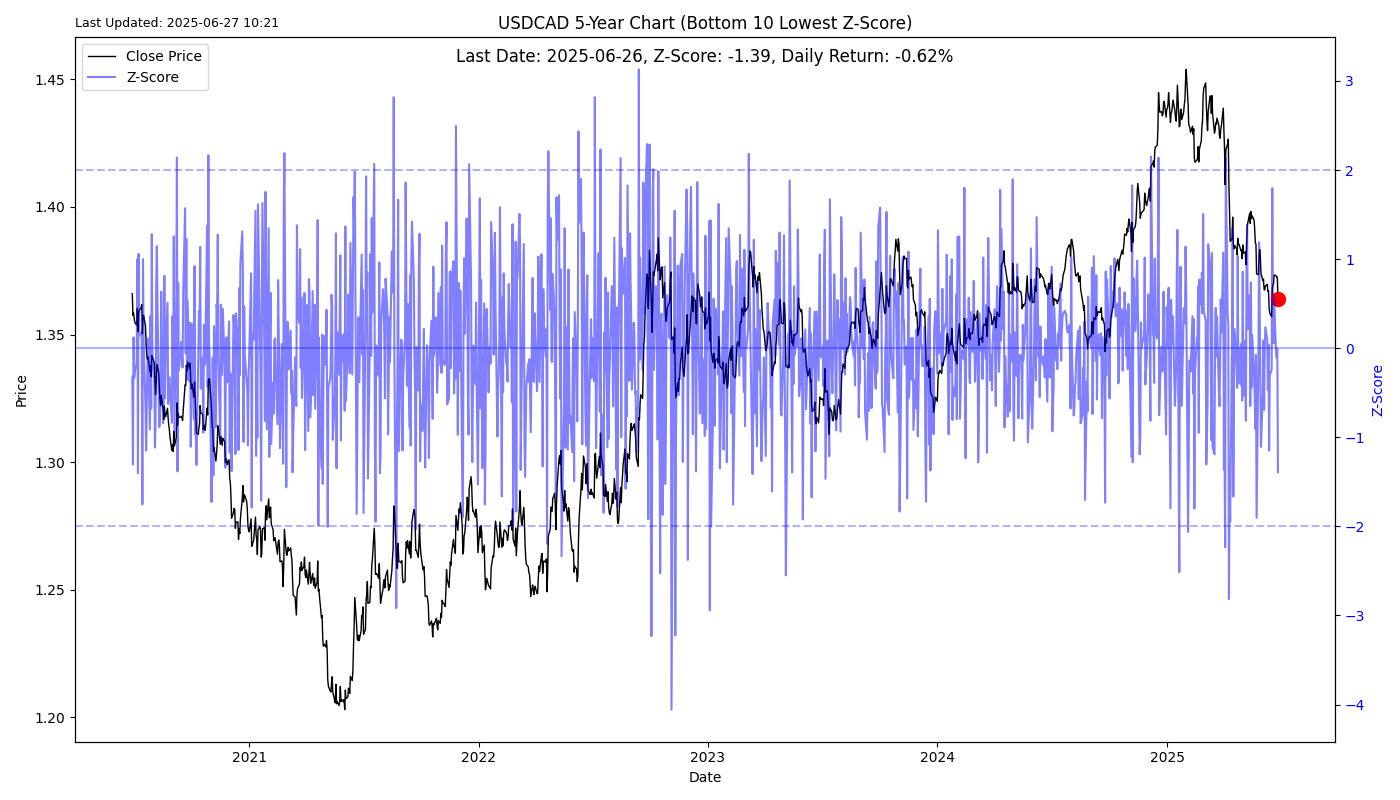 Last Updated: 2025-06-27 10:21
USDCAD 5-Year Chart (Bottom 10 Lowest Z-Score)
Last Date: 2025-06-26, Z-Score: -1.39, Daily Return: -0.62%
Close Price
Z-Score
1.45
1.40
1.35
1.30
1.25
1.20
Price
3
2
1
0
−1
−2
−3
−4
Z-Score
2021
2022
2023
2024
2025
Date